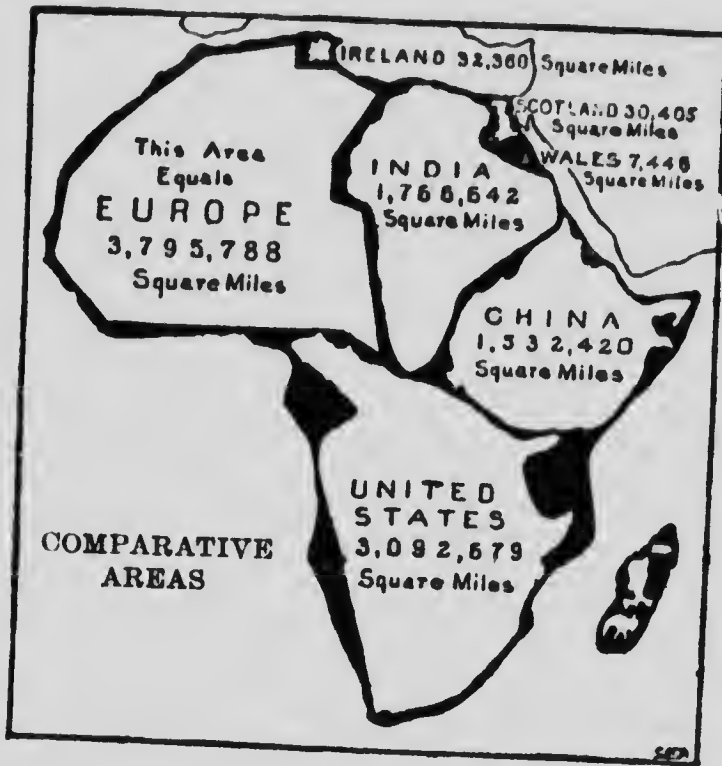 IRELAND 32,360 Square Miles
SCOTLAND 30,405
Square Miles
WALES 7,446
Square Miles
This Area
Equals
EUROPE
3,795,788
Square Miles
INDIA
1,766,642
Square Miles
CHINA
1,532,420
Square Miles
UNITED
STATES
3,092,679
Square Miles
COMPARATIVE
AREAS